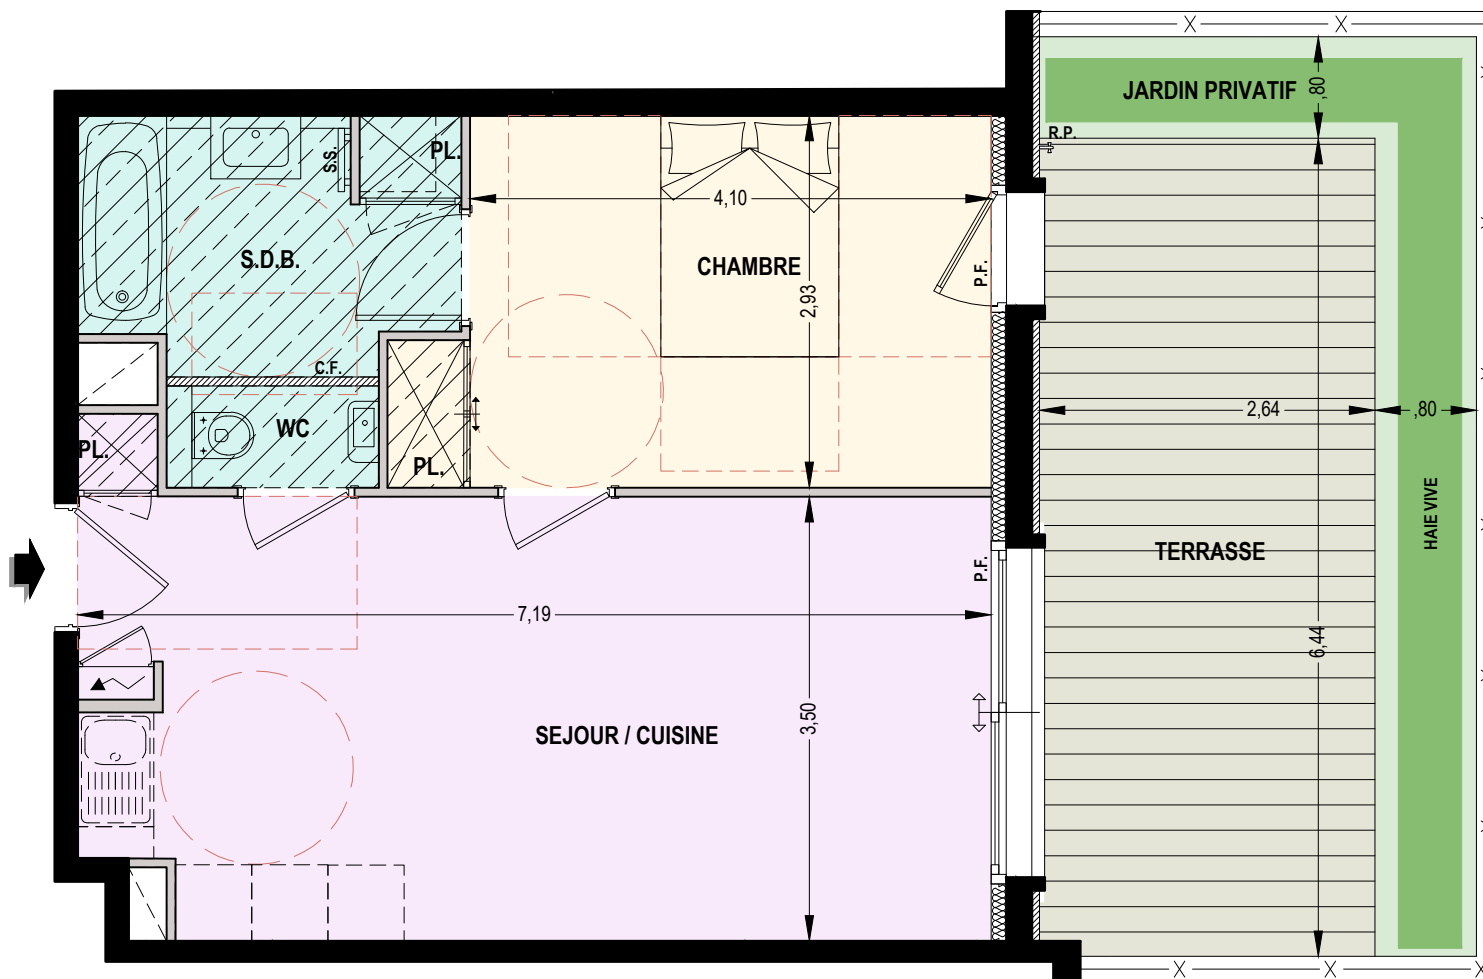 X X
JARDIN PRIVATIF
,80
R.P.
S.S.
PL.
4,10
S.D.B.
CHAMBRE
P.F.
2,93
C.F.
WC
PL.
PL.
2,64
,80
HAIE VIVE
P.F.
TERRASSE
7,19
6,44
3,50
SEJOUR / CUISINE
X X X